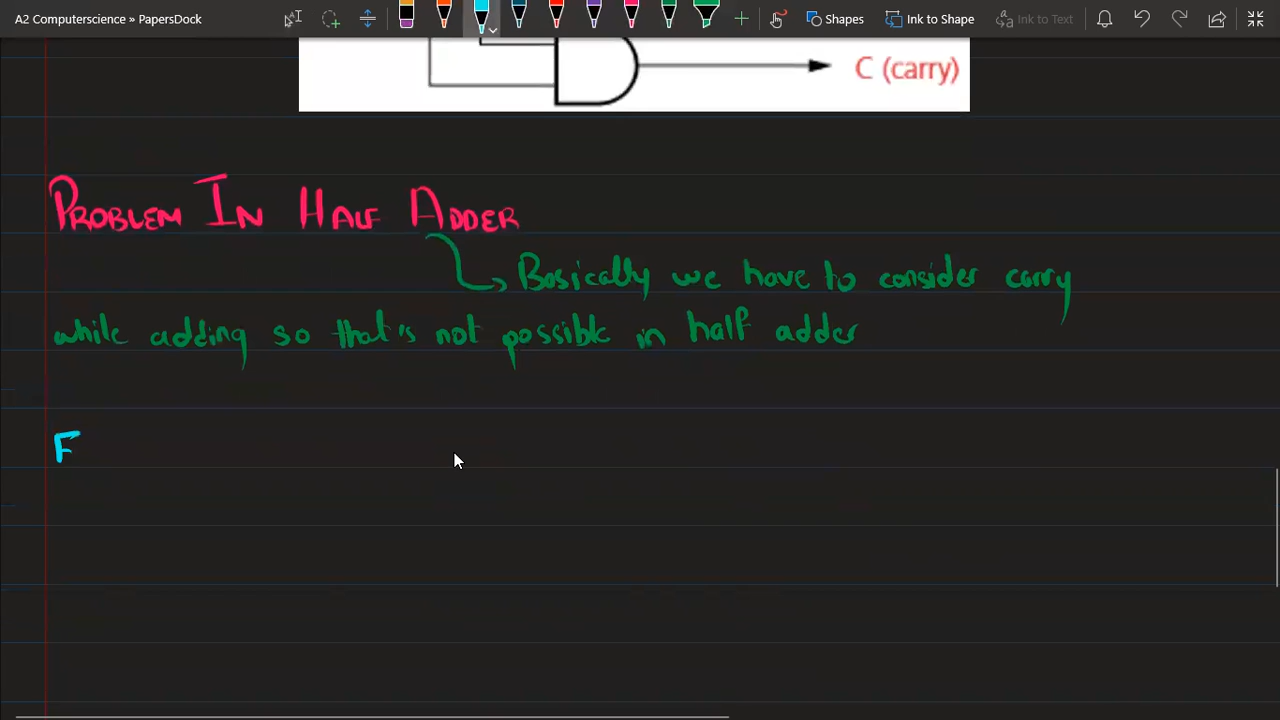 A2 Computerscience » PapersDock
Shapes
Ink to Shape
Ink to Text
C (carry)
PROBLEM IN HALF ADDER
Basically we have to consider carry
while adding so that's not possible in half adder
F